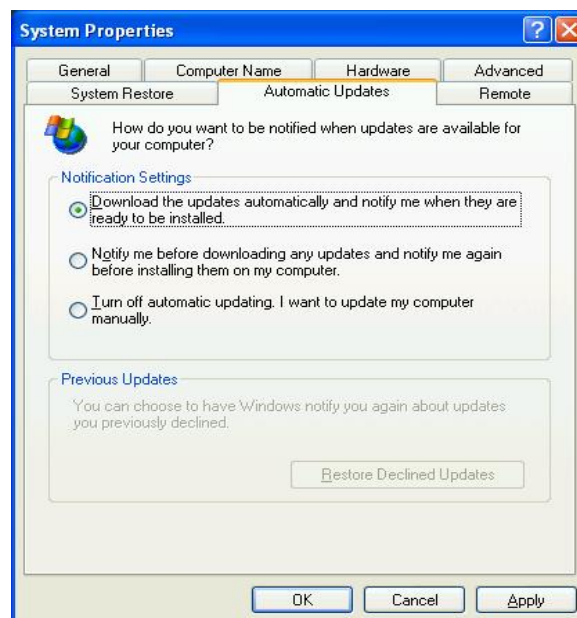 System Properties
General Computer Name Hardware Advanced
System Restore Automatic Updates Remote
How do you want to be notified when updates are available for
your computer?
Notification Settings
Download the updates automatically and notify me when they are
ready to be installed.
Notify me before downloading any updates and notify me again
before installing them on my computer.
Turn off automatic updating. I want to update my computer
manually.
Previous Updates
You can choose to have Windows notify you again about updates
you previously declined.
Restore Declined Updates
OK Cancel Apply